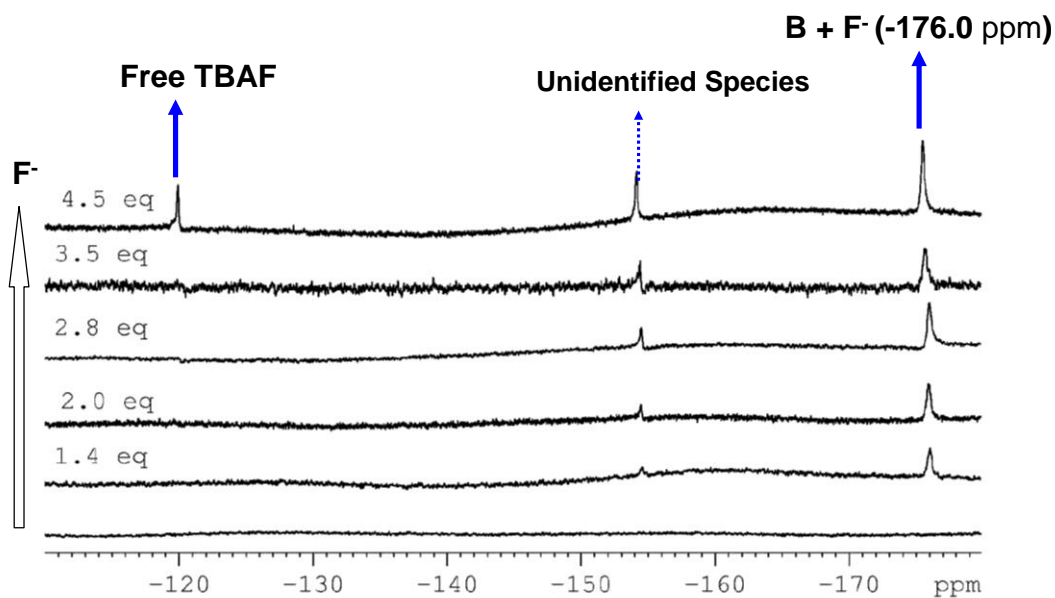 B + F- (-176.0 ppm)
Free TBAF
Unidentified Species
F-
4.5 eq
3.5 eq
2.8 eq
2.0 eq
1.4 eq
-120 -130 -140 -150 -160 -170 ppm